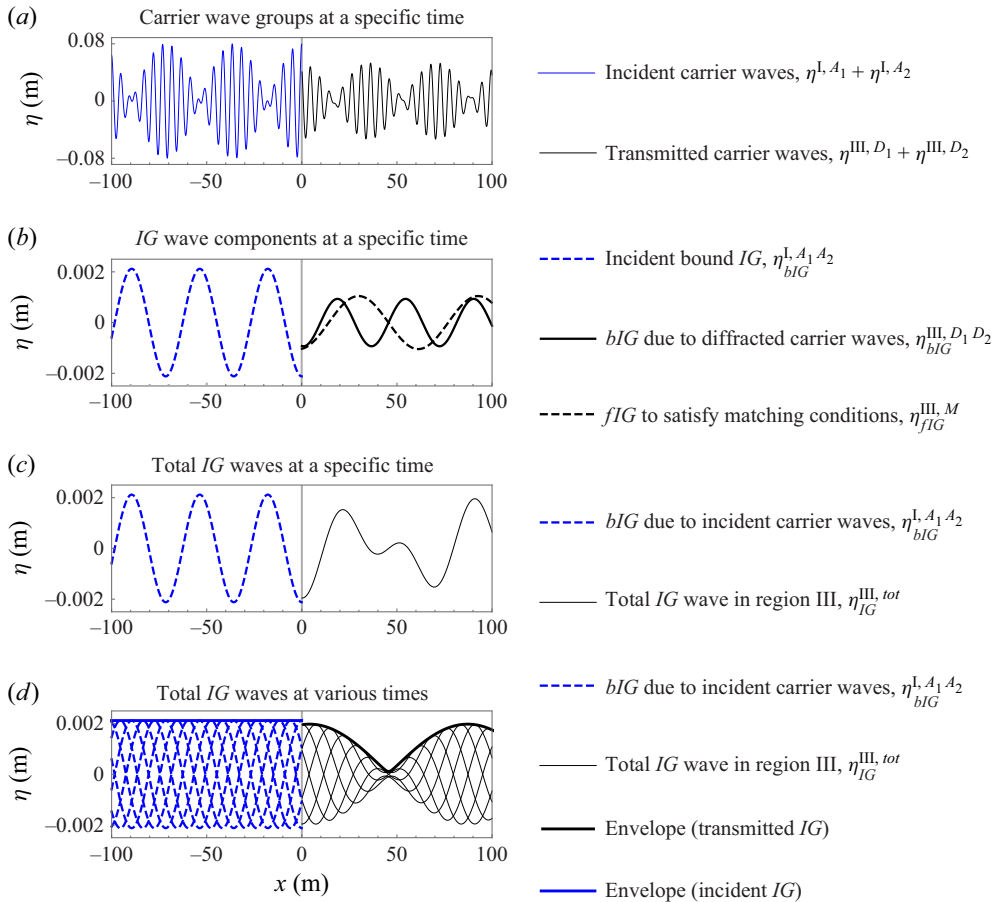 (a)
Carrier wave groups at a specific time
0.08
0
–0.08
η (m)
–100 –50 0 50 100
Incident carrier waves, η^{I, A_1} + η^{I, A_2}
Transmitted carrier waves, η^{III, D_1} + η^{III, D_2}
(b)
IG wave components at a specific time
0.002
0
–0.002
η (m)
–100 –50 0 50 100
Incident bound IG, η_{bIG}^{I, A_1 A_2}
bIG due to diffracted carrier waves, η_{bIG}^{III, D_1 D_2}
fIG to satisfy matching conditions, η_{fIG}^{III, M}
(c)
Total IG waves at a specific time
0.002
0
–0.002
η (m)
–100 –50 0 50 100
bIG due to incident carrier waves, η_{bIG}^{I, A_1 A_2}
Total IG wave in region III, η_{IG}^{III, tot}
(d)
Total IG waves at various times
0.002
0
–0.002
η (m)
–100 –50 0 50 100
x (m)
bIG due to incident carrier waves, η_{bIG}^{I, A_1 A_2}
Total IG wave in region III, η_{IG}^{III, tot}
Envelope (transmitted IG)
Envelope (incident IG)